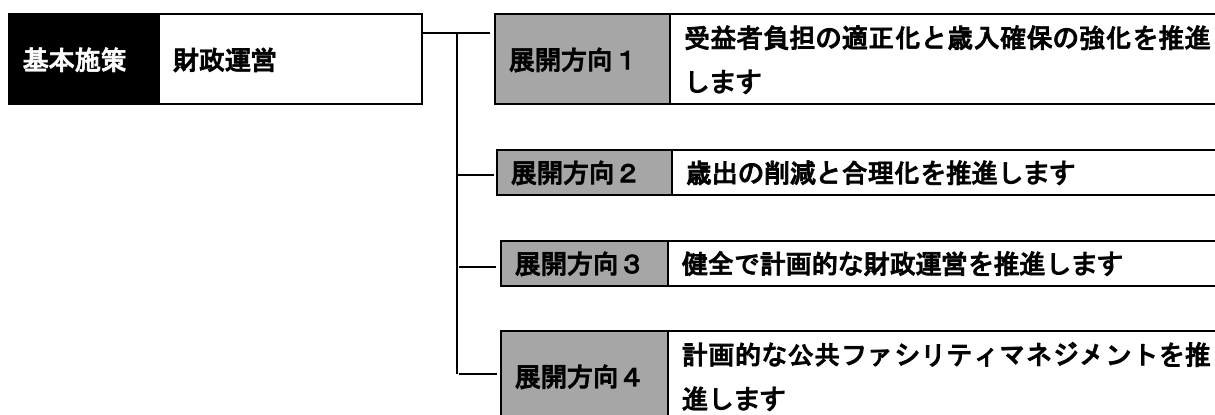 基本施策 財政運営
展開方向１ 受益者負担の適正化と歳入確保の強化を推進
します
展開方向２ 歳出の削減と合理化を推進します
展開方向３ 健全で計画的な財政運営を推進します
展開方向４ 計画的な公共ファシリティマネジメントを推
進します